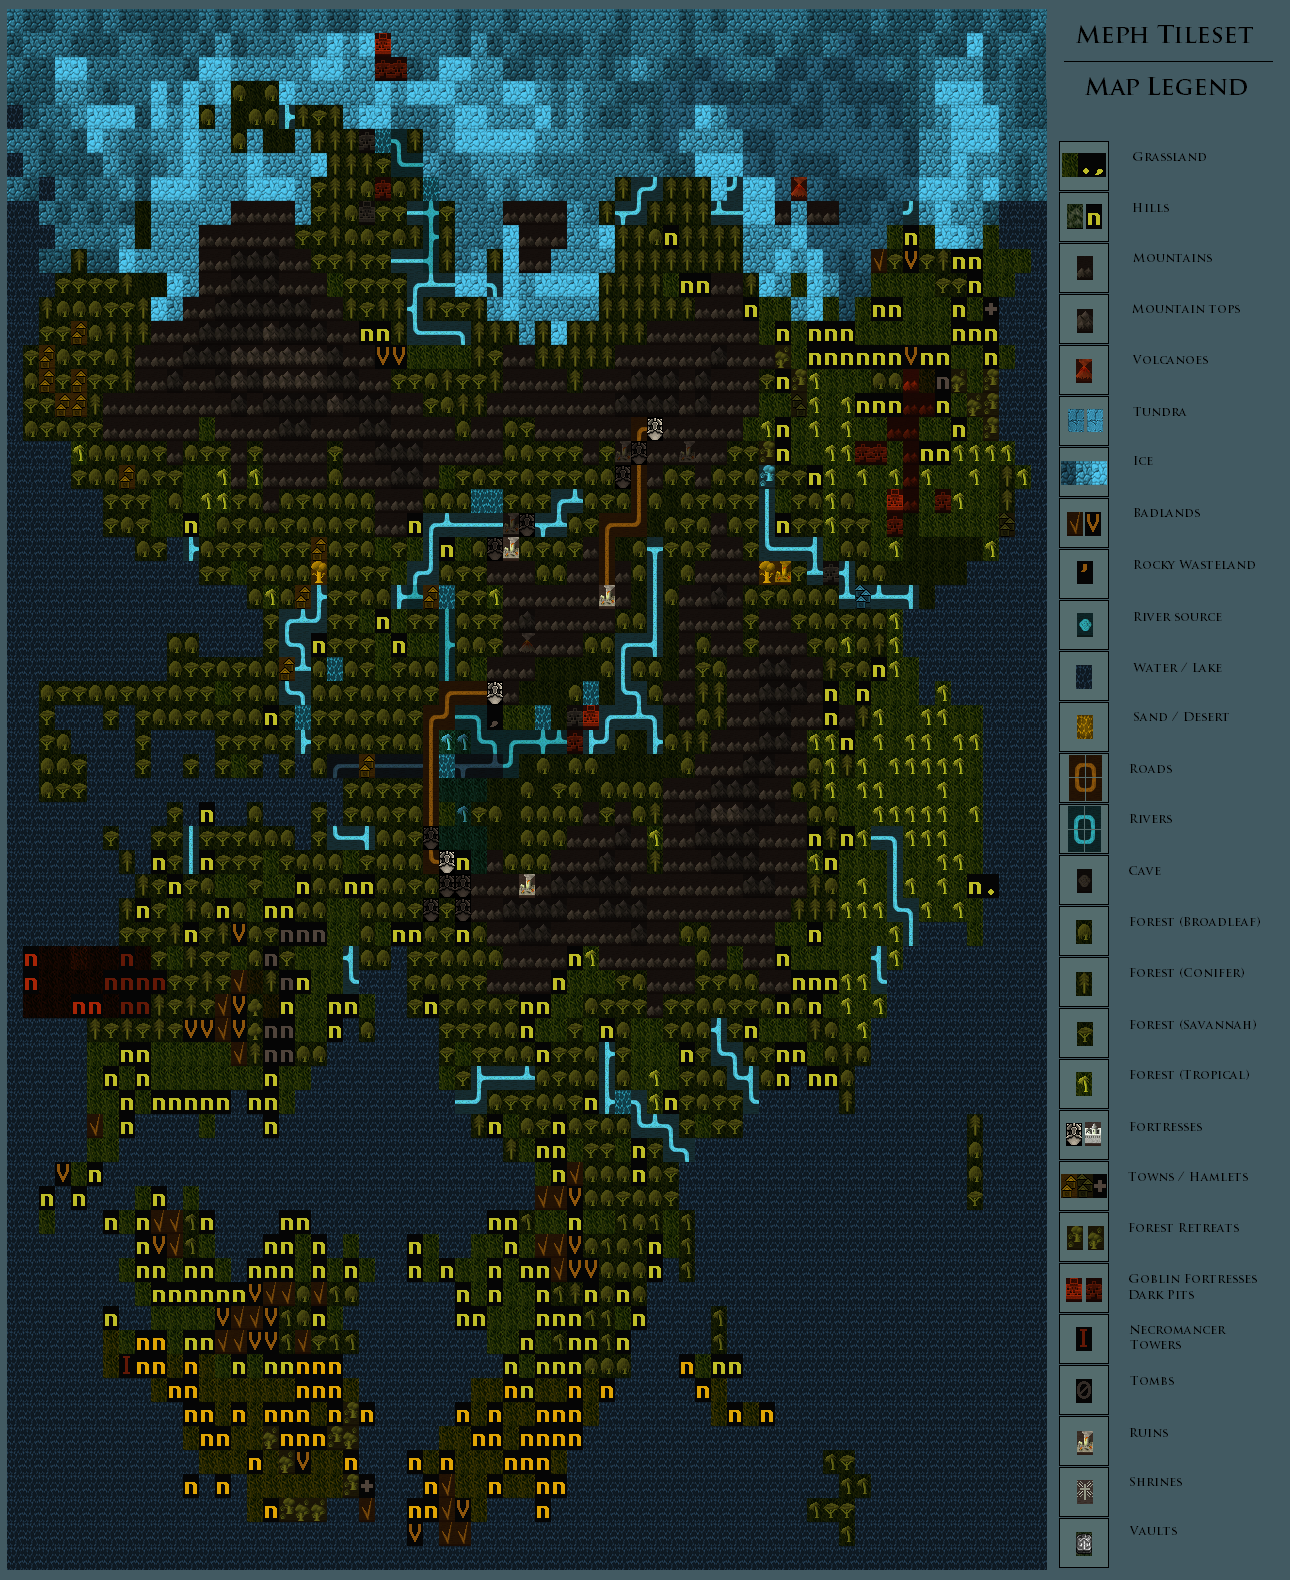 Meph Tileset
Map Legend
Grassland
Hills
Mountains
Mountain tops
Volcanoes
Tundra
Ice
Badlands
Rocky Wasteland
River source
Water / Lake
Sand / Desert
Roads
Rivers
Cave
Forest (Broadleaf)
Forest (Conifer)
Forest (Savannah)
Forest (Tropical)
Fortresses
Towns / Hamlets
Forest Retreats
Goblin Fortresses
Dark Pits
Necromancer
Towers
Tombs
Ruins
Shrines
Vaults